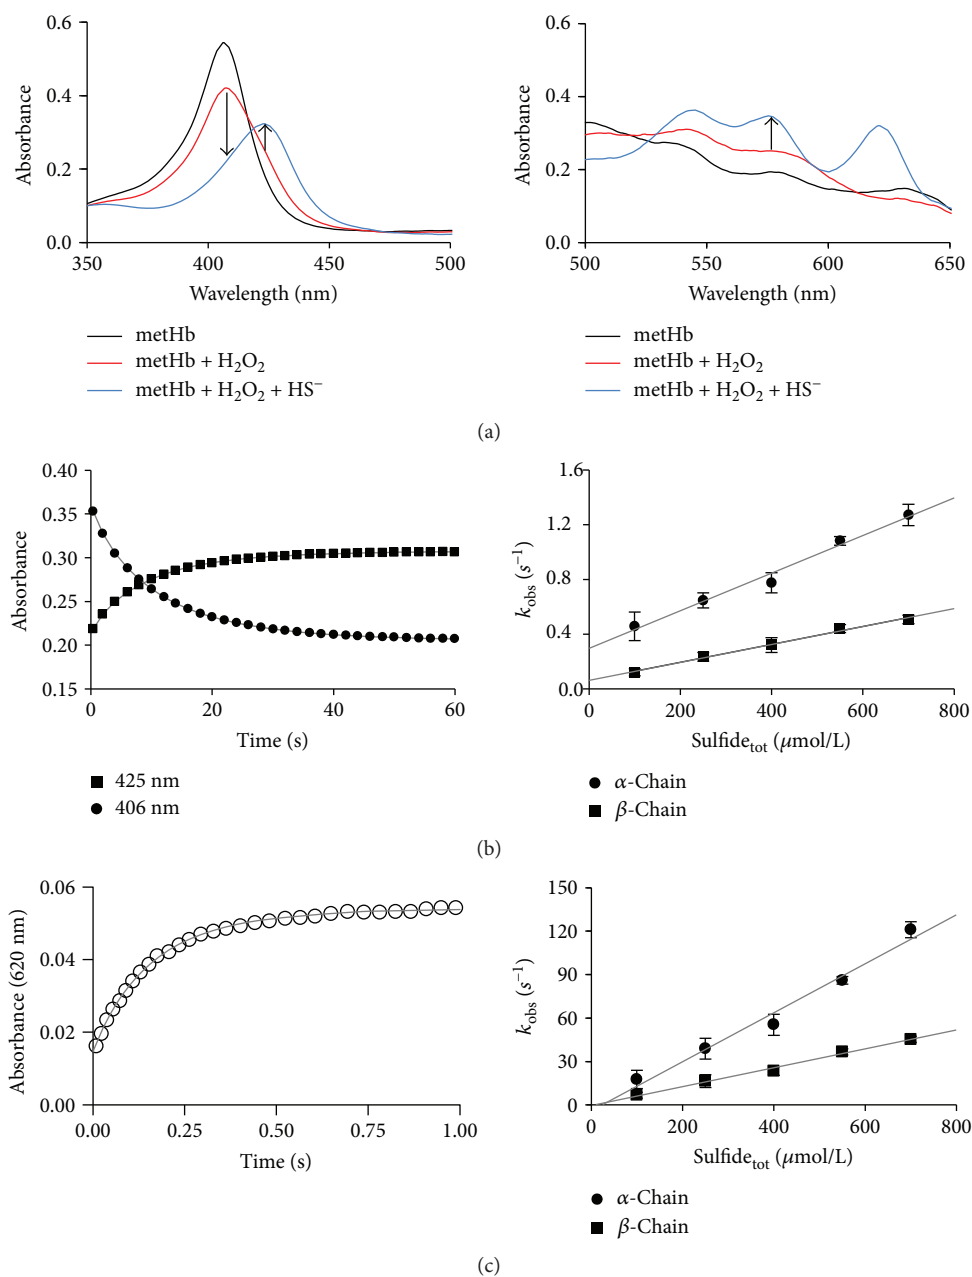 0.6
0.4
0.2
0.0
Absorbance
350
400
450
500
Wavelength (nm)
metHb
metHb + H₂O₂
metHb + H₂O₂ + HS⁻
0.6
0.4
0.2
0.0
Absorbance
500
550
600
650
Wavelength (nm)
metHb
metHb + H₂O₂
metHb + H₂O₂ + HS⁻
(a)
0.40
0.35
0.30
0.25
0.20
0.15
Absorbance
0
20
40
60
Time (s)
425 nm
406 nm
1.6
1.2
0.8
0.4
0.0
k_obs (s⁻¹)
0
200
400
600
800
Sulfide_tot (μmol/L)
α-Chain
β-Chain
(b)
0.06
0.04
0.02
0.00
Absorbance (620 nm)
0.00
0.25
0.50
0.75
1.00
Time (s)
150
120
90
60
30
0
k_obs (s⁻¹)
0
200
400
600
800
Sulfide_tot (μmol/L)
α-Chain
β-Chain
(c)